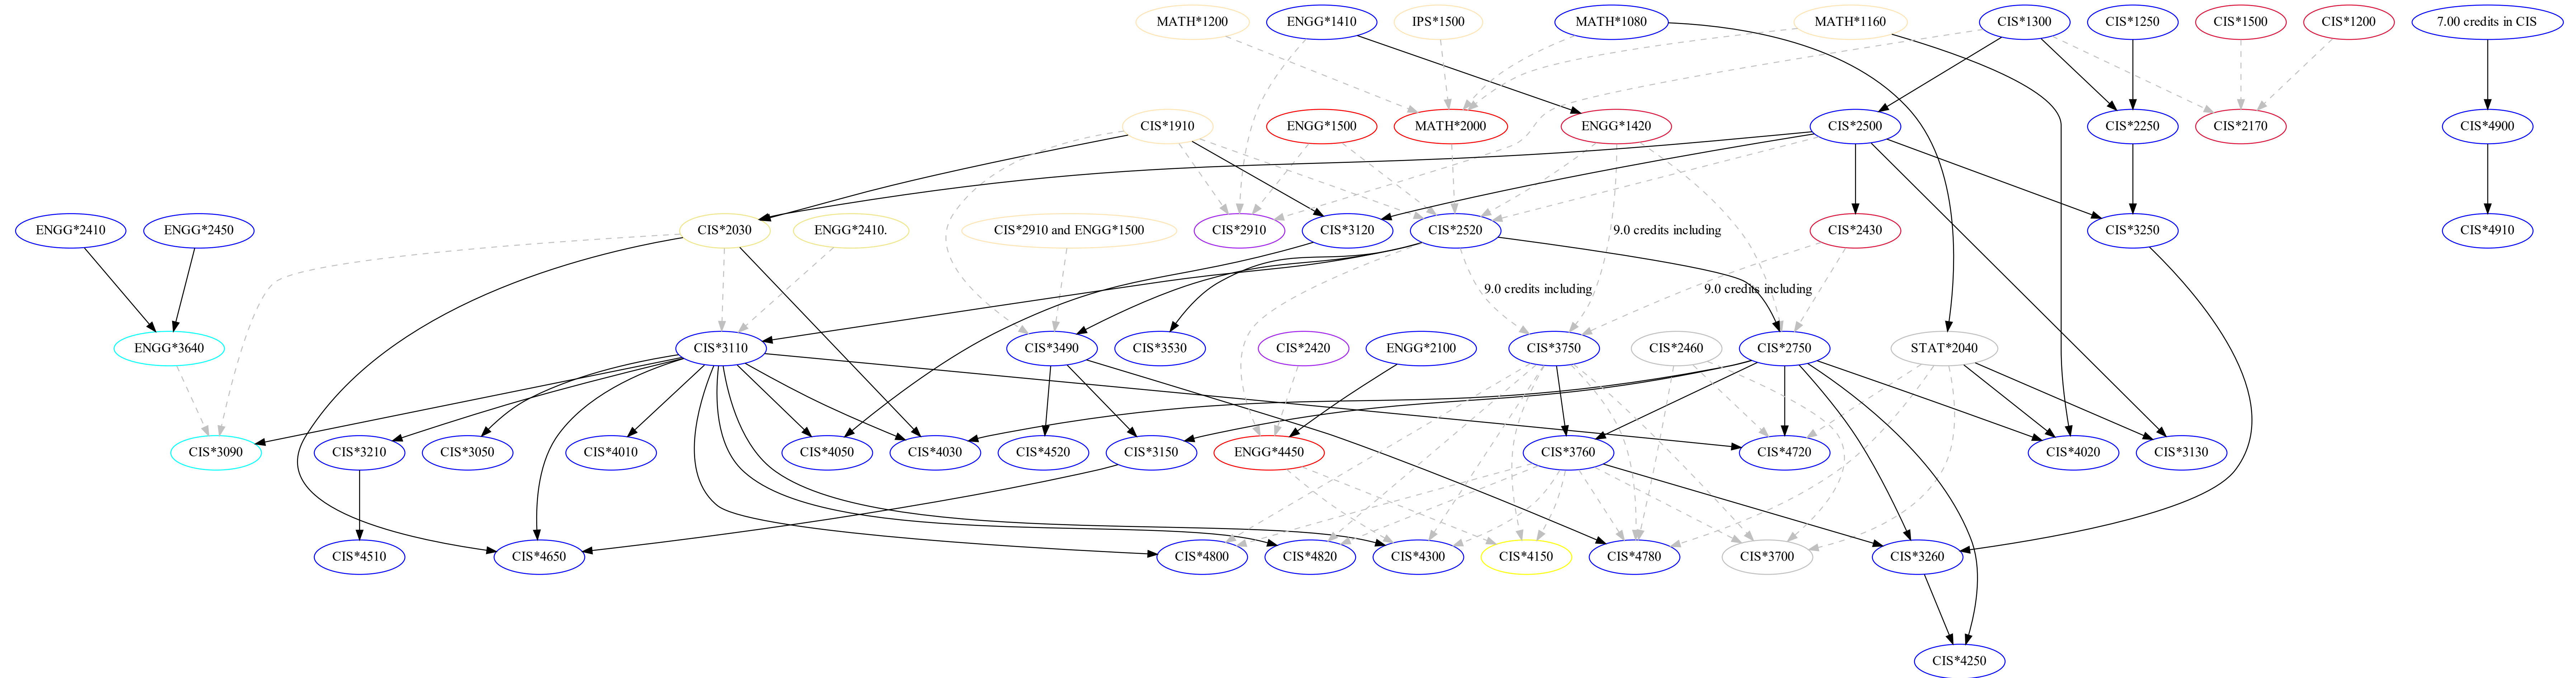 MATH*1200
ENGG*1410
IPS*1500
MATH*1080
MATH*1160
CIS*1300
CIS*1250
CIS*1500
CIS*1200
7.00 credits in CIS
CIS*1910
ENGG*1500
MATH*2000
ENGG*1420
CIS*2500
CIS*2250
CIS*2170
CIS*4900
ENGG*2410
ENGG*2450
CIS*2030
ENGG*2410.
CIS*2910 and ENGG*1500
CIS*2910
CIS*3120
CIS*2520
9.0 credits including
CIS*2430
CIS*3250
CIS*4910
9.0 credits including
9.0 credits including
ENGG*3640
CIS*3110
CIS*3490
CIS*3530
CIS*2420
ENGG*2100
CIS*3750
CIS*2460
CIS*2750
STAT*2040
CIS*3090
CIS*3210
CIS*3050
CIS*4010
CIS*4050
CIS*4030
CIS*4520
CIS*3150
ENGG*4450
CIS*3760
CIS*4720
CIS*4020
CIS*3130
CIS*4510
CIS*4650
CIS*4800
CIS*4820
CIS*4300
CIS*4150
CIS*4780
CIS*3700
CIS*3260
CIS*4250